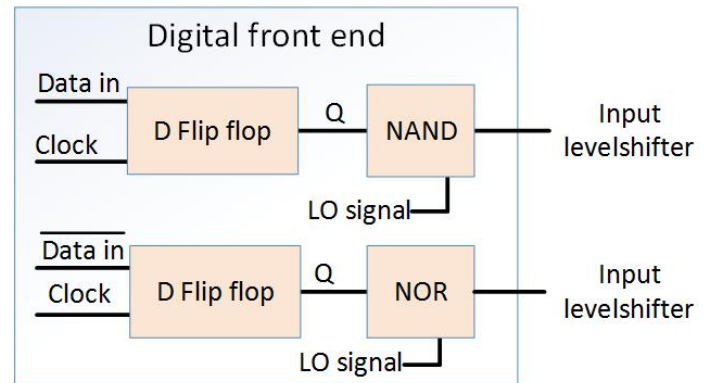 Digital front end
Data in
D Flip flop
Q
NAND
Input
levelshifter
Clock
LO signal
Data in
D Flip flop
Q
NOR
Input
levelshifter
Clock
LO signal